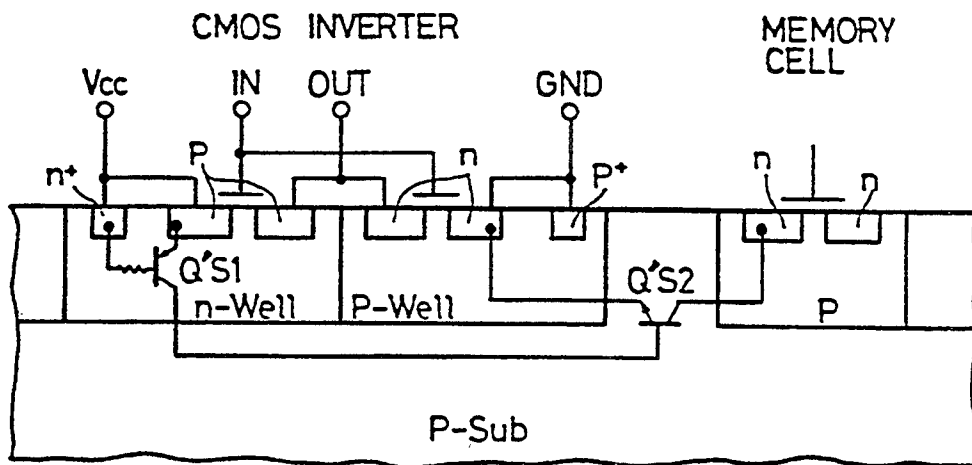 CMOS INVERTER
MEMORY
CELL
Vcc
IN
OUT
GND
n+
P
n
P+
n
n
Q'S1
Q'S2
n-Well
P-Well
P
P-Sub